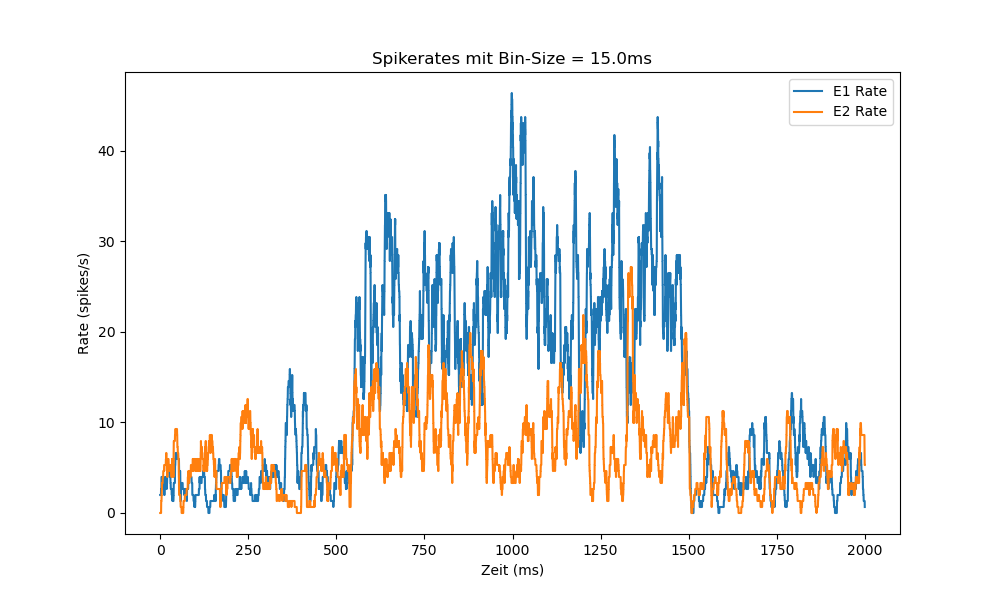 Spikerates mit Bin-Size = 15.0ms
E1 Rate
E2 Rate
40
30
20
10
0
Rate (spikes/s)
0 250 500 750 1000 1250 1500 1750 2000
Zeit (ms)